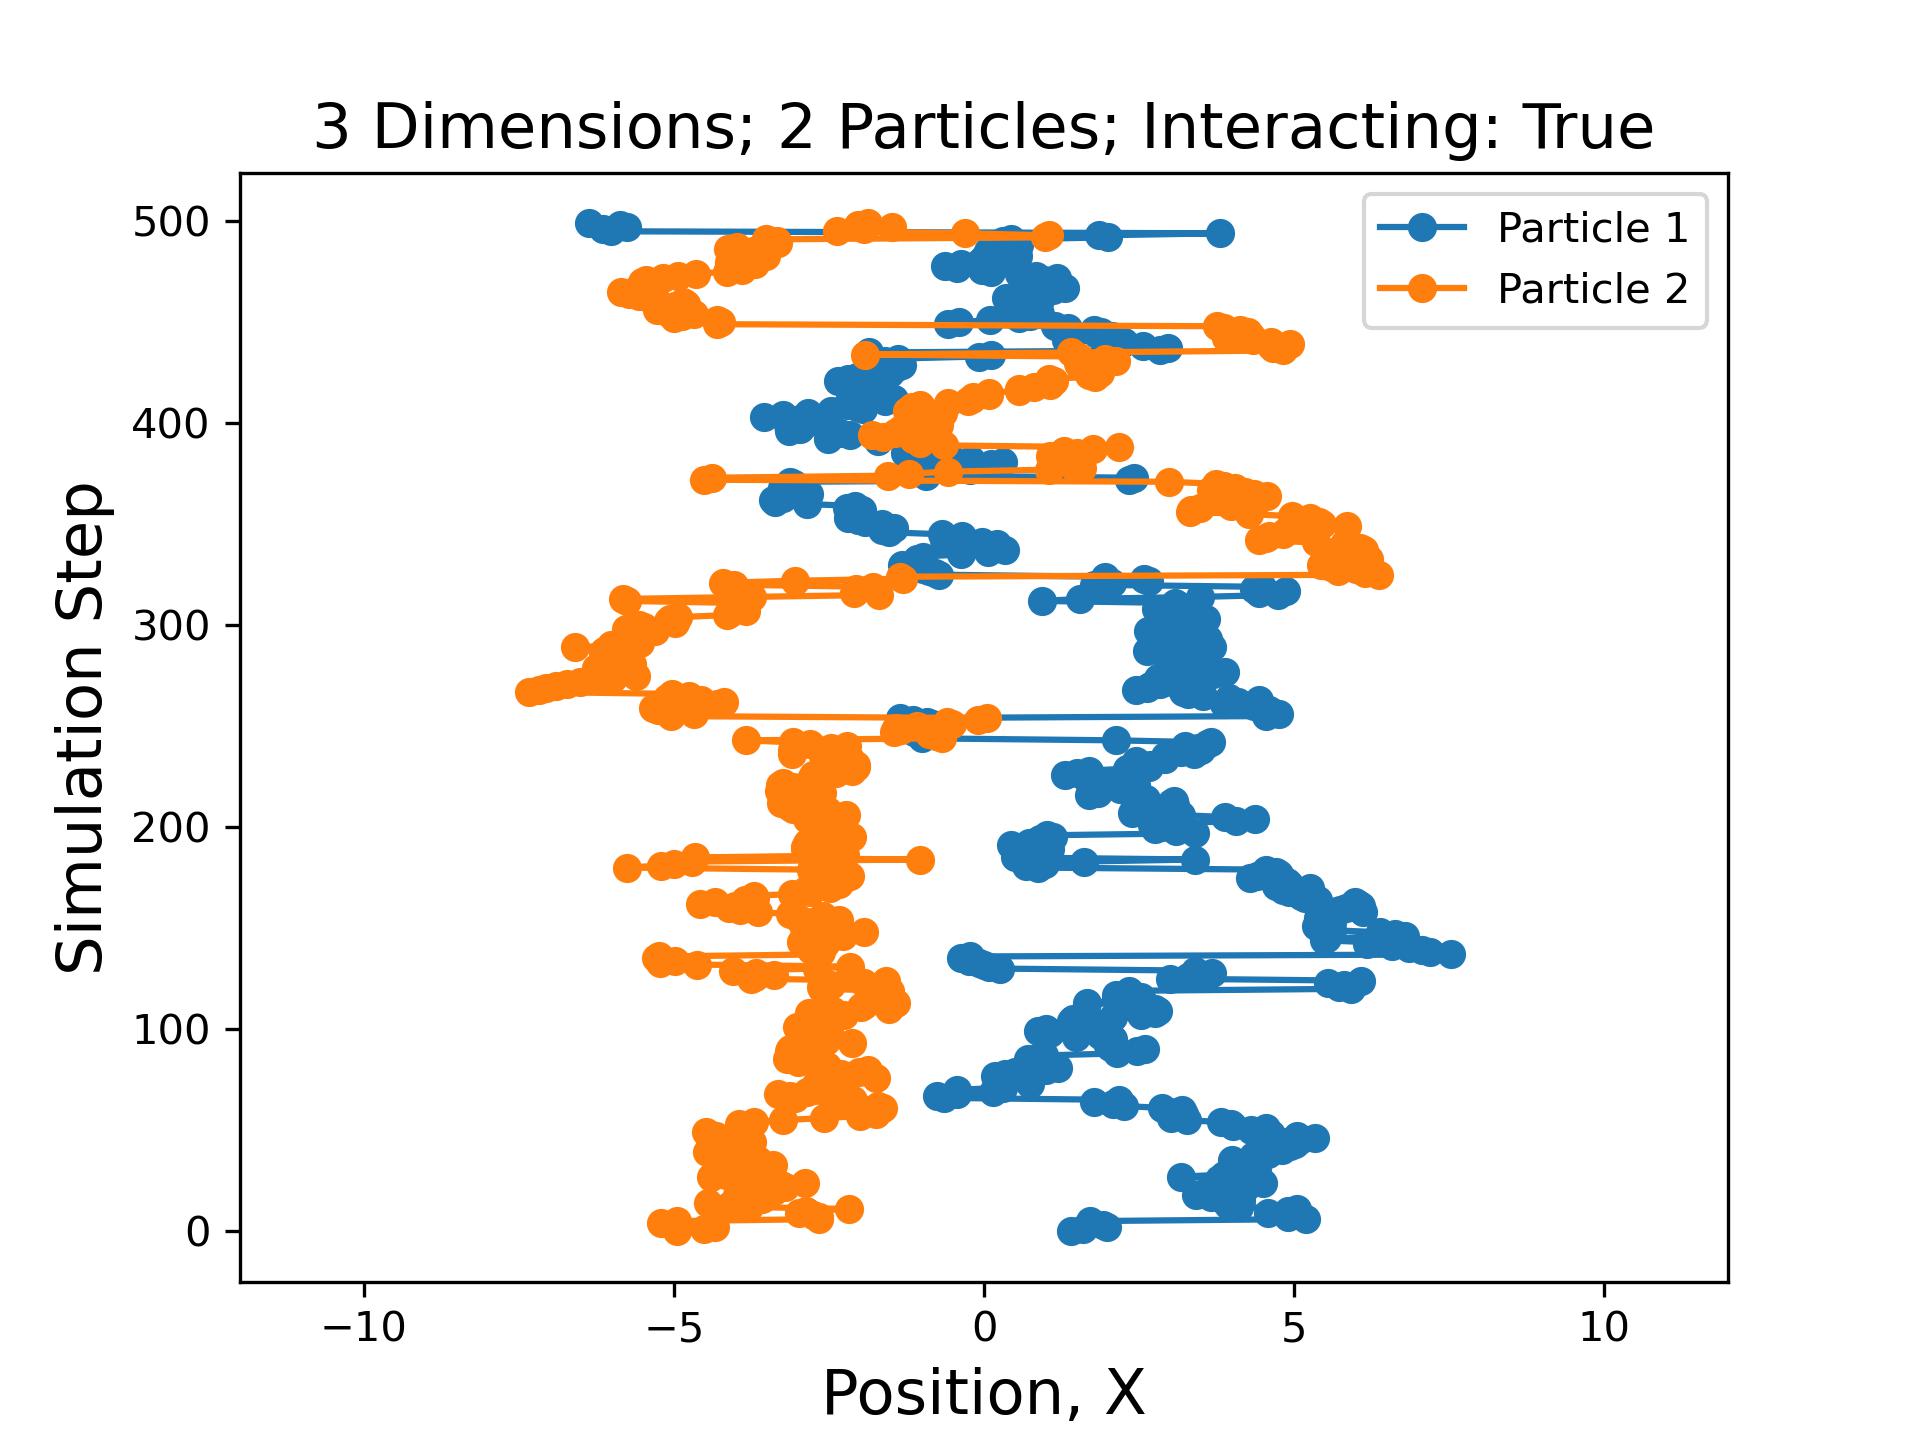 3 Dimensions; 2 Particles; Interacting: True
Particle 1
Particle 2
Simulation Step
500
400
300
200
100
0
−10
−5
0
5
10
Position, X